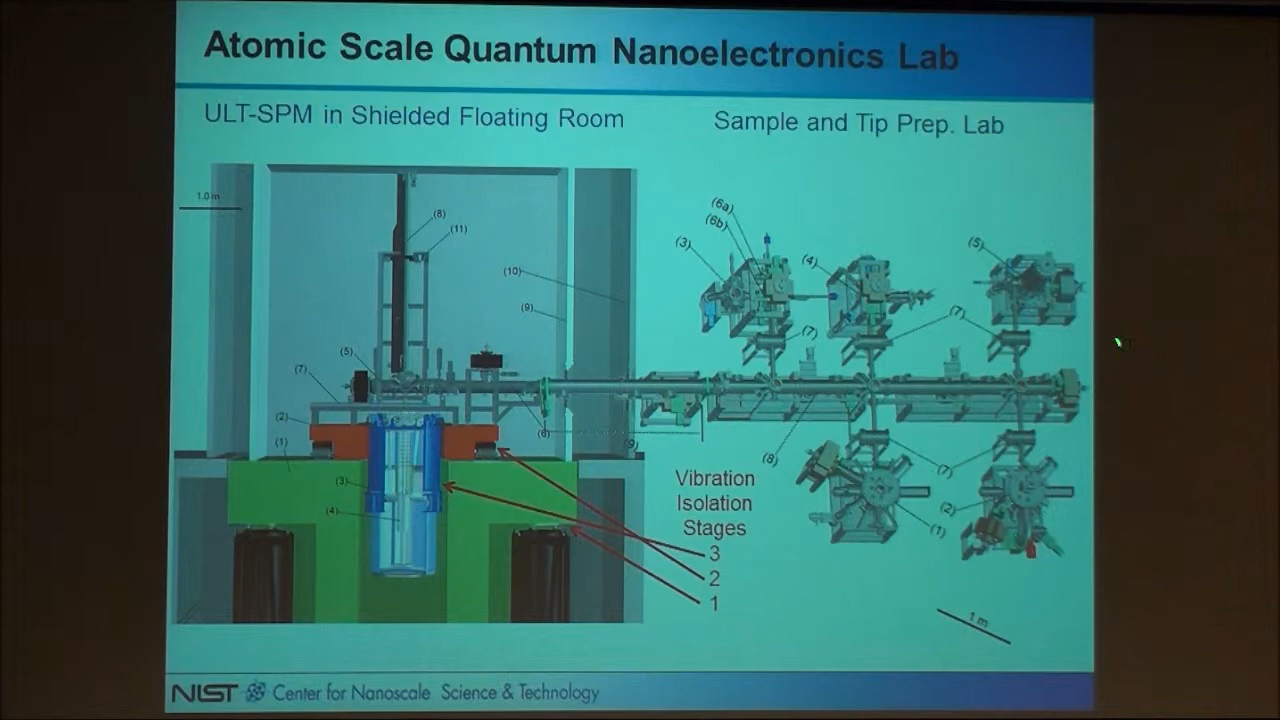 Atomic Scale Quantum Nanoelectronics Lab
ULT-SPM in Shielded Floating Room
Sample and Tip Prep. Lab
1.0 m
(8)
(11)
(10)
(9)
(5)
(7)
(2)
(1)
(6)
(9)
(3)
(4)
(6a)
(6b)
(3)
(4)
(5)
(7)
(7)
(8)
(7)
(2)
(1)
Vibration
Isolation
Stages
3
2
1
1 m
NIST Center for Nanoscale Science & Technology